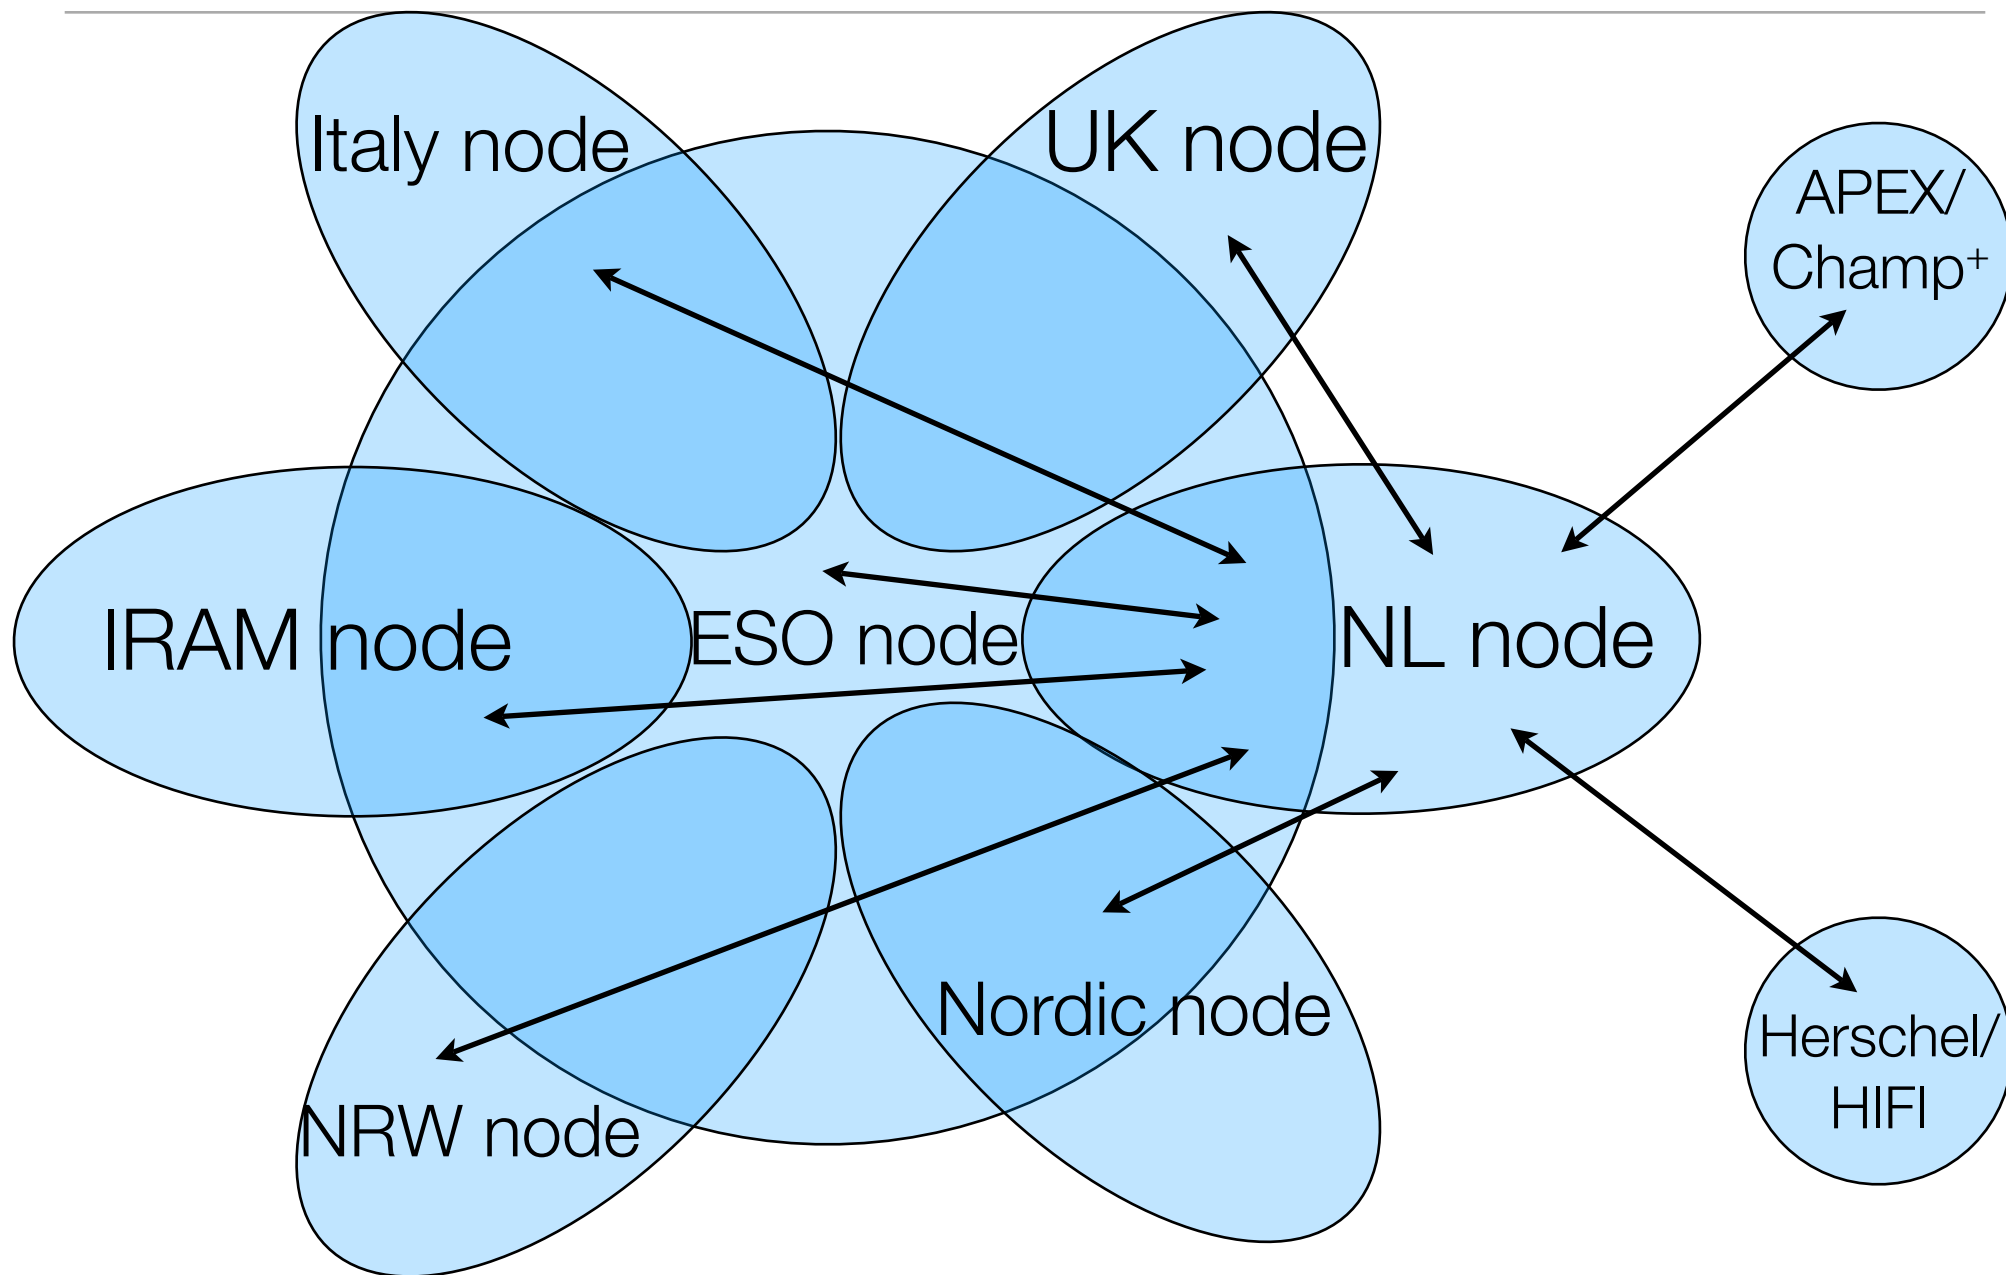 Italy node
UK node
APEX/
Champ⁺
IRAM node
ESO node
NL node
Nordic node
NRW node
Herschel/
HIFI